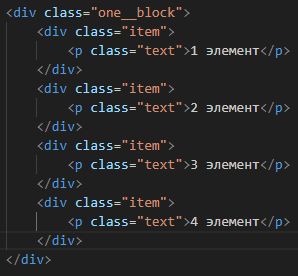 <div class="one__block">
    <div class="item">
        <p class="text">1 элемент</p>
    </div>
    <div class="item">
        <p class="text">2 элемент</p>
    </div>
    <div class="item">
        <p class="text">3 элемент</p>
    </div>
    <div class="item">
        <p class="text">4 элемент</p>
    </div>
</div>